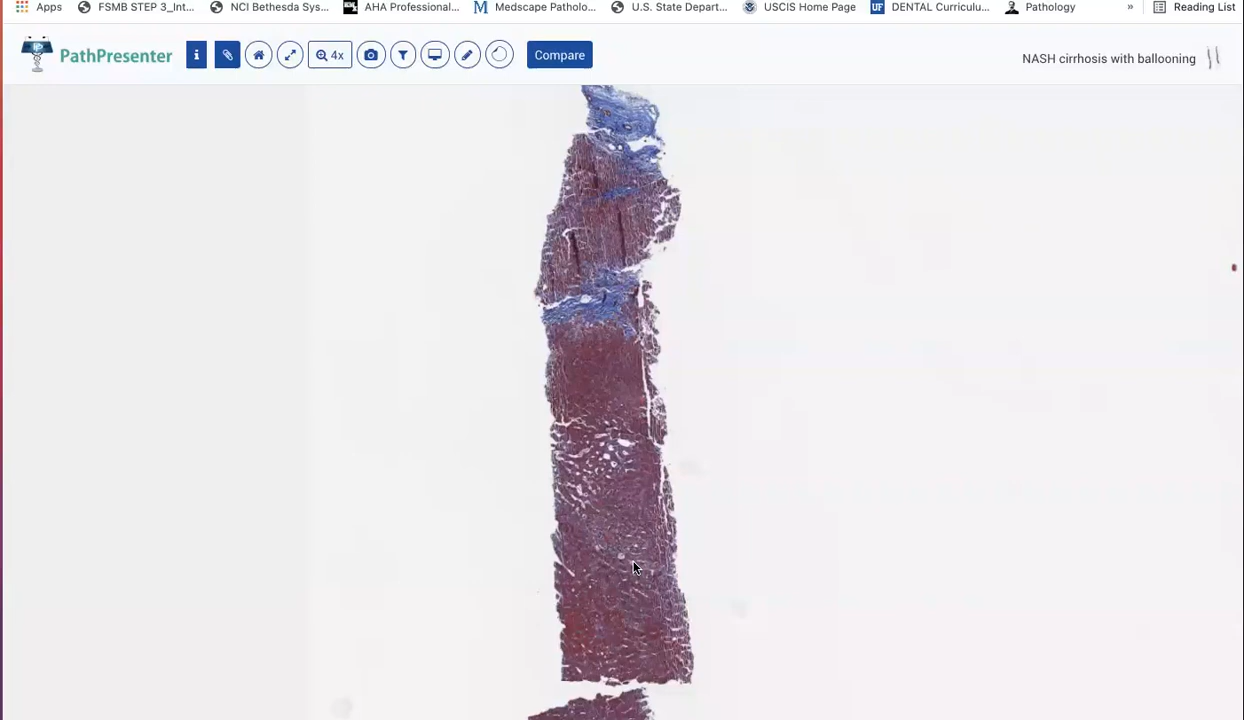 Apps FSMB STEP 3_Int... NCI Bethesda Sys... AHA Professional... Medscape Patholo... U.S. State Depart... USCIS Home Page DENTAL Curriculu... Pathology » Reading List
PathPresenter 4x Compare NASH cirrhosis with ballooning